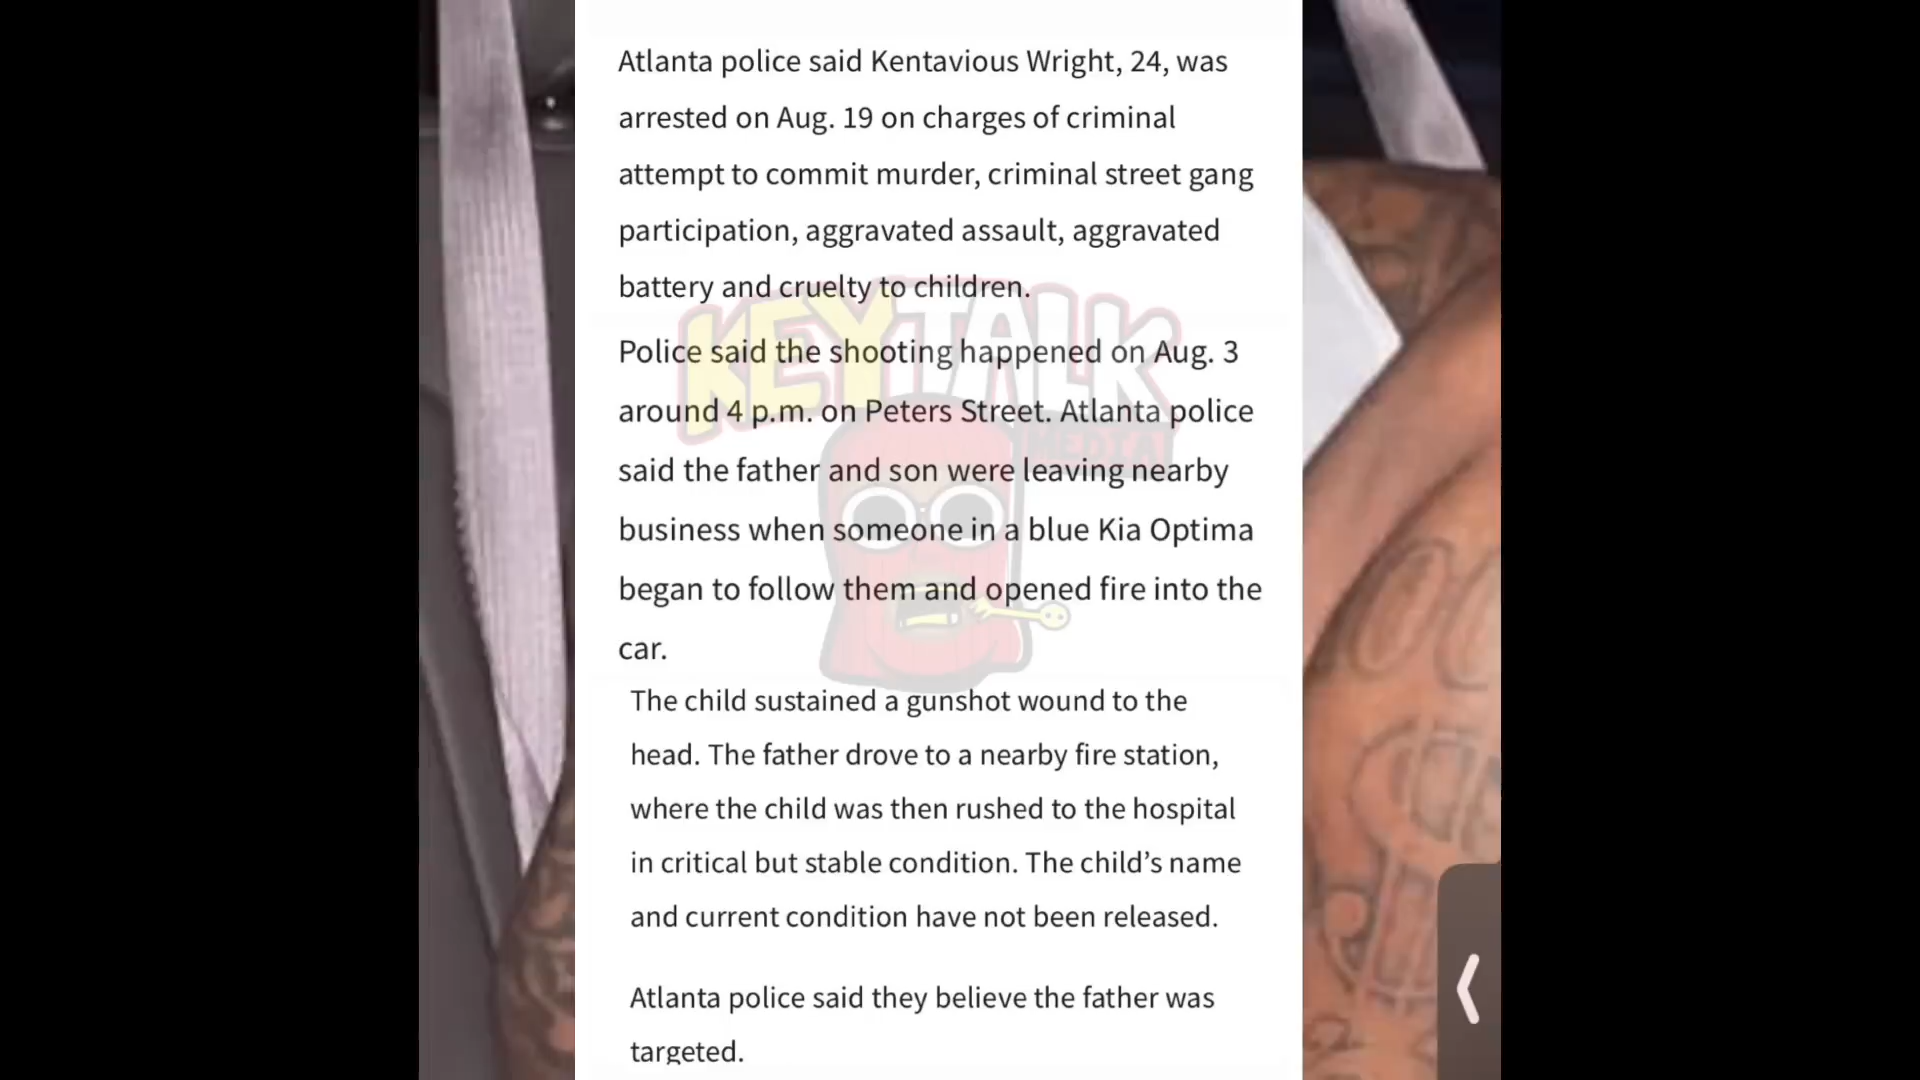 Atlanta police said Kentavious Wright, 24, was
arrested on Aug. 19 on charges of criminal
attempt to commit murder, criminal street gang
participation, aggravated assault, aggravated
battery and cruelty to children.
KEYTALK
MEDIA
Police said the shooting happened on Aug. 3
around 4 p.m. on Peters Street. Atlanta police
said the father and son were leaving nearby
business when someone in a blue Kia Optima
began to follow them and opened fire into the
car.
The child sustained a gunshot wound to the
head. The father drove to a nearby fire station,
where the child was then rushed to the hospital
in critical but stable condition. The child’s name
and current condition have not been released.
Atlanta police said they believe the father was
targeted.